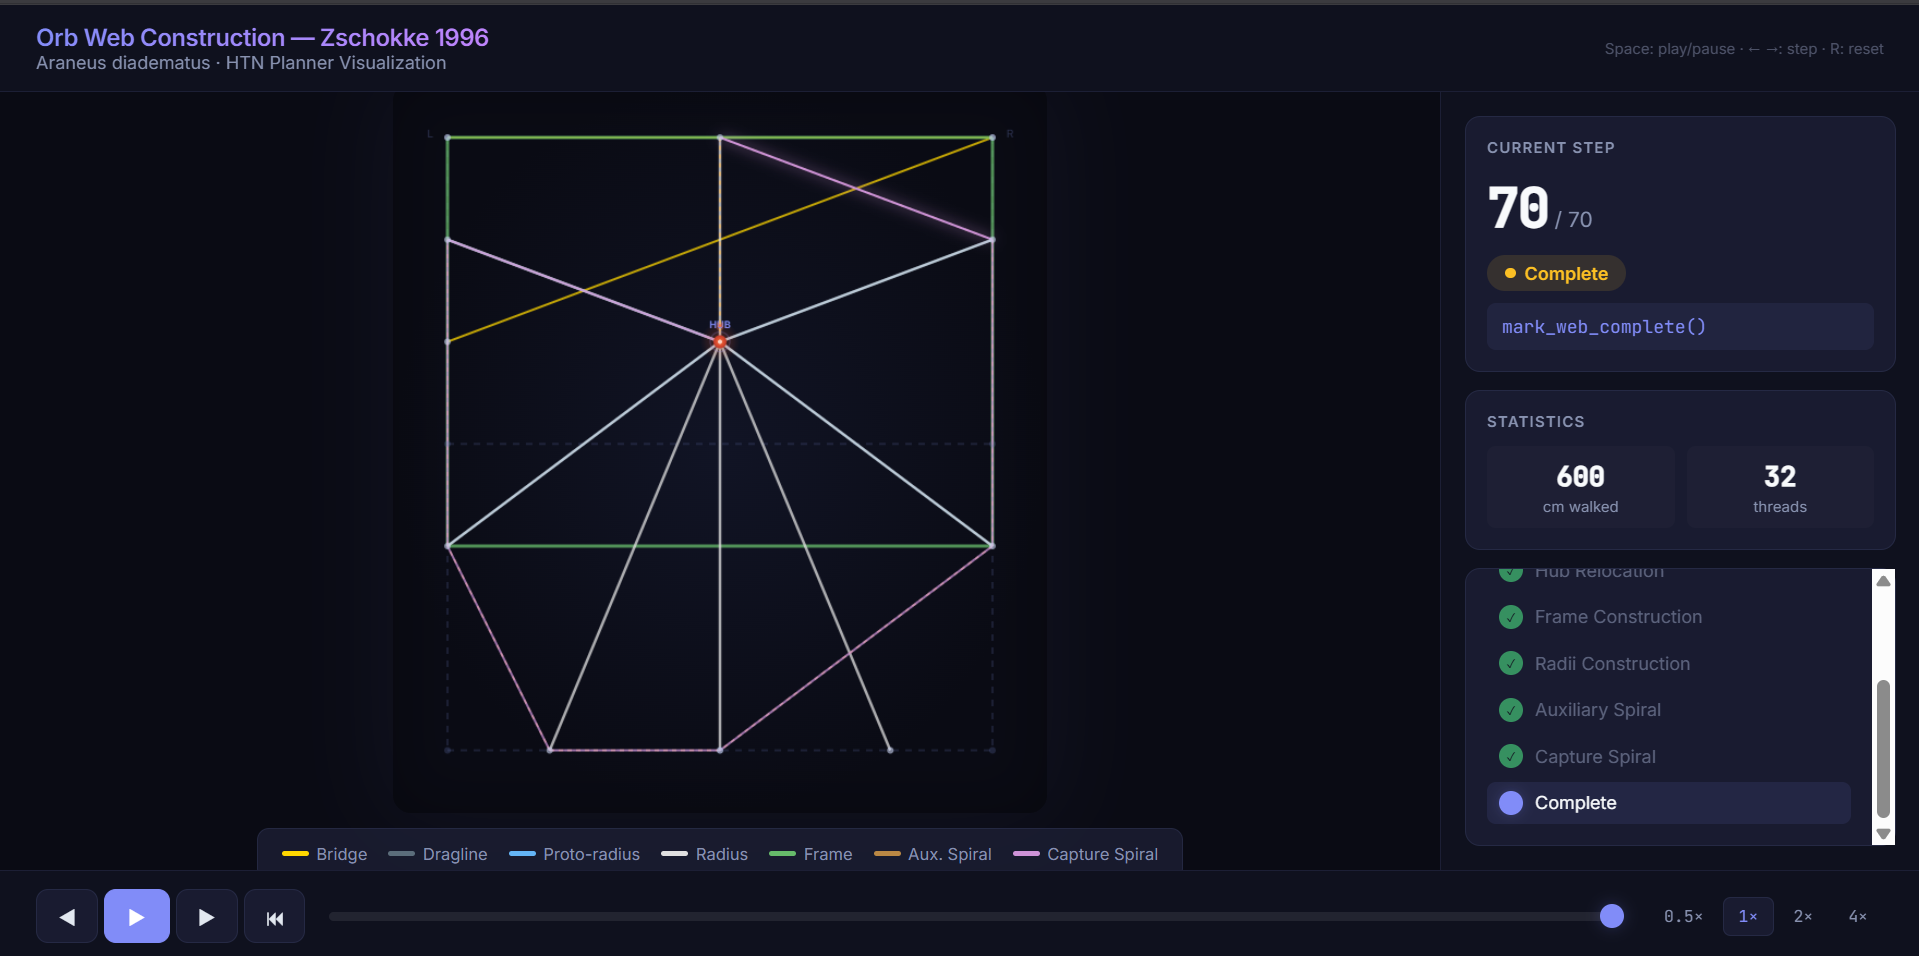 Orb Web Construction — Zschokke 1996
Araneus diadematus · HTN Planner Visualization
Space: play/pause · ← →: step · R: reset
L
R
HUB
CURRENT STEP
70 / 70
Complete
mark_web_complete()
STATISTICS
600
cm walked
32
threads
Hub Relocation
Frame Construction
Radii Construction
Auxiliary Spiral
Capture Spiral
Complete
Bridge
Dragline
Proto-radius
Radius
Frame
Aux. Spiral
Capture Spiral
0.5×
1×
2×
4×